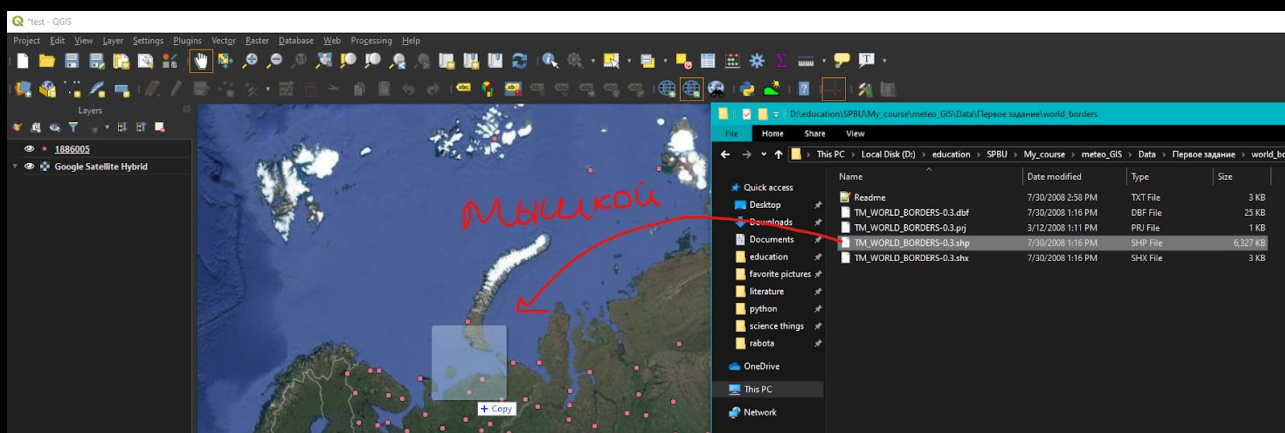 *test - QGIS
Project Edit View Layer Settings Plugins Vector Raster Database Web Processing Help
Layers
1886005
Google Satellite Hybrid
Мышкой
+ Copy
D:\education\SPBU\My_course\meteo_GIS\Data\Первое задание\world_borders
File Home Share View
This PC > Local Disk (D:) > education > SPBU > My_course > meteo_GIS > Data > Первое задание > world_bo
Name Date modified Type Size
Quick access
Desktop
Downloads
Documents
education
favorite pictures
literature
python
science things
rabota
OneDrive
This PC
Network
Readme 7/30/2008 2:58 PM TXT File 3 KB
TM_WORLD_BORDERS-0.3.dbf 7/30/2008 1:16 PM DBF File 25 KB
TM_WORLD_BORDERS-0.3.prj 3/12/2008 1:11 PM PRJ File 1 KB
TM_WORLD_BORDERS-0.3.shp 7/30/2008 1:16 PM SHP File 6,327 KB
TM_WORLD_BORDERS-0.3.shx 7/30/2008 1:16 PM SHX File 3 KB